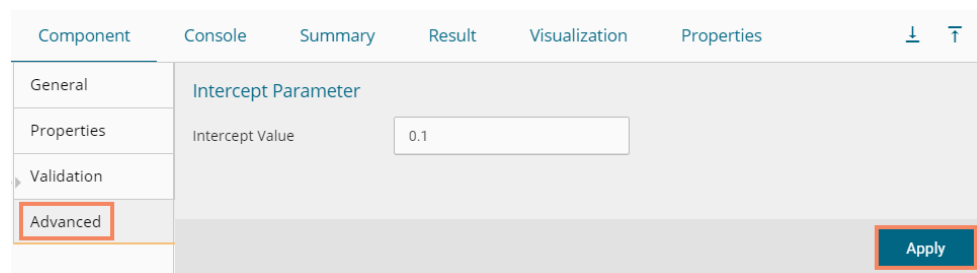 Component Console Summary Result Visualization Properties
General
Intercept Parameter
Properties
Intercept Value 0.1
Validation
Advanced
Apply